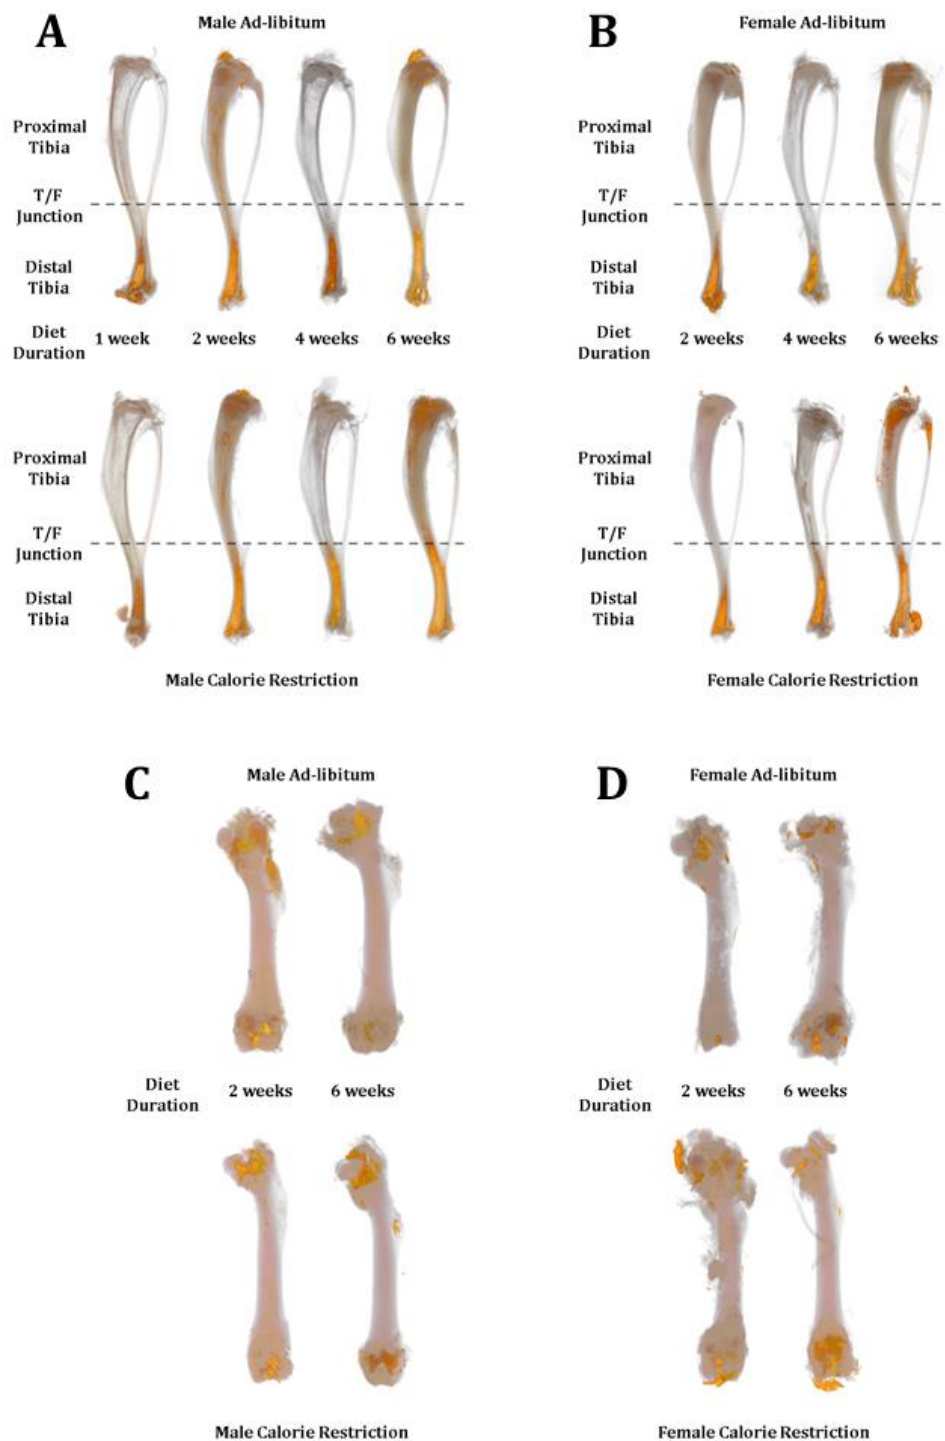 A
Male Ad-libitum
Proximal
Tibia
T/F
Junction
Distal
Tibia
Diet
Duration
1 week
2 weeks
4 weeks
6 weeks
Proximal
Tibia
T/F
Junction
Distal
Tibia
Male Calorie Restriction
B
Female Ad-libitum
Proximal
Tibia
T/F
Junction
Distal
Tibia
Diet
Duration
2 weeks
4 weeks
6 weeks
Proximal
Tibia
T/F
Junction
Distal
Tibia
Female Calorie Restriction
C
Male Ad-libitum
Diet
Duration
2 weeks
6 weeks
Male Calorie Restriction
D
Female Ad-libitum
Diet
Duration
2 weeks
6 weeks
Female Calorie Restriction